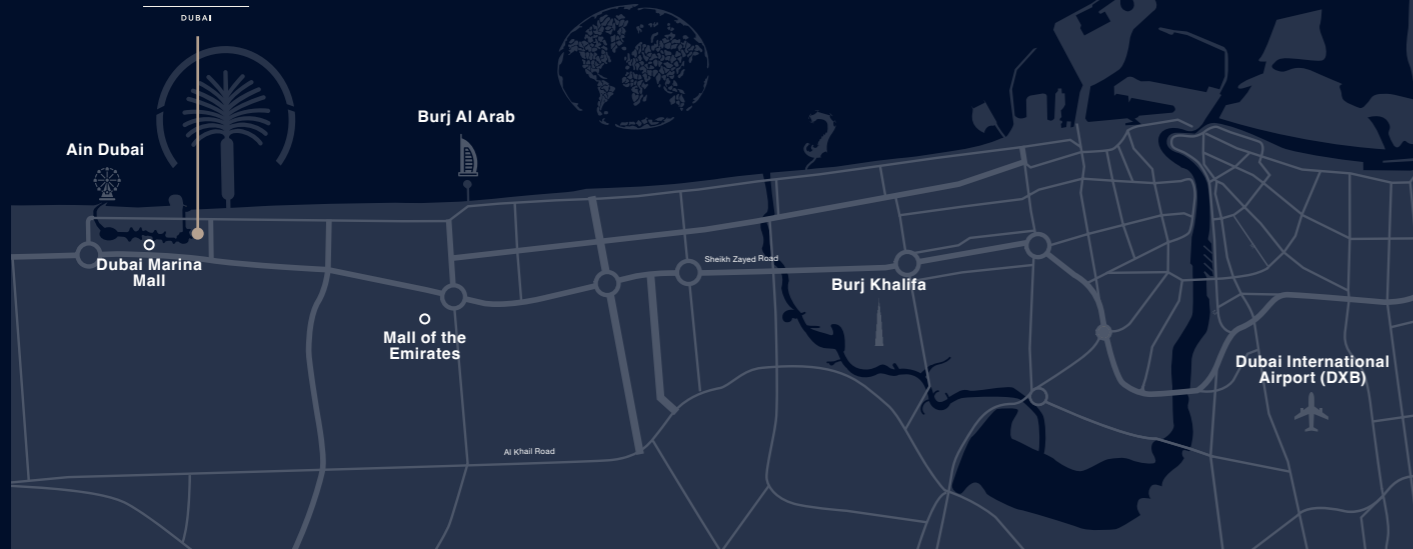 DUBAI
Burj Al Arab
Ain Dubai
Dubai Marina
Mall
Sheikh Zayed Road
Burj Khalifa
Mall of the
Emirates
Dubai International
Airport (DXB)
Al Khail Road